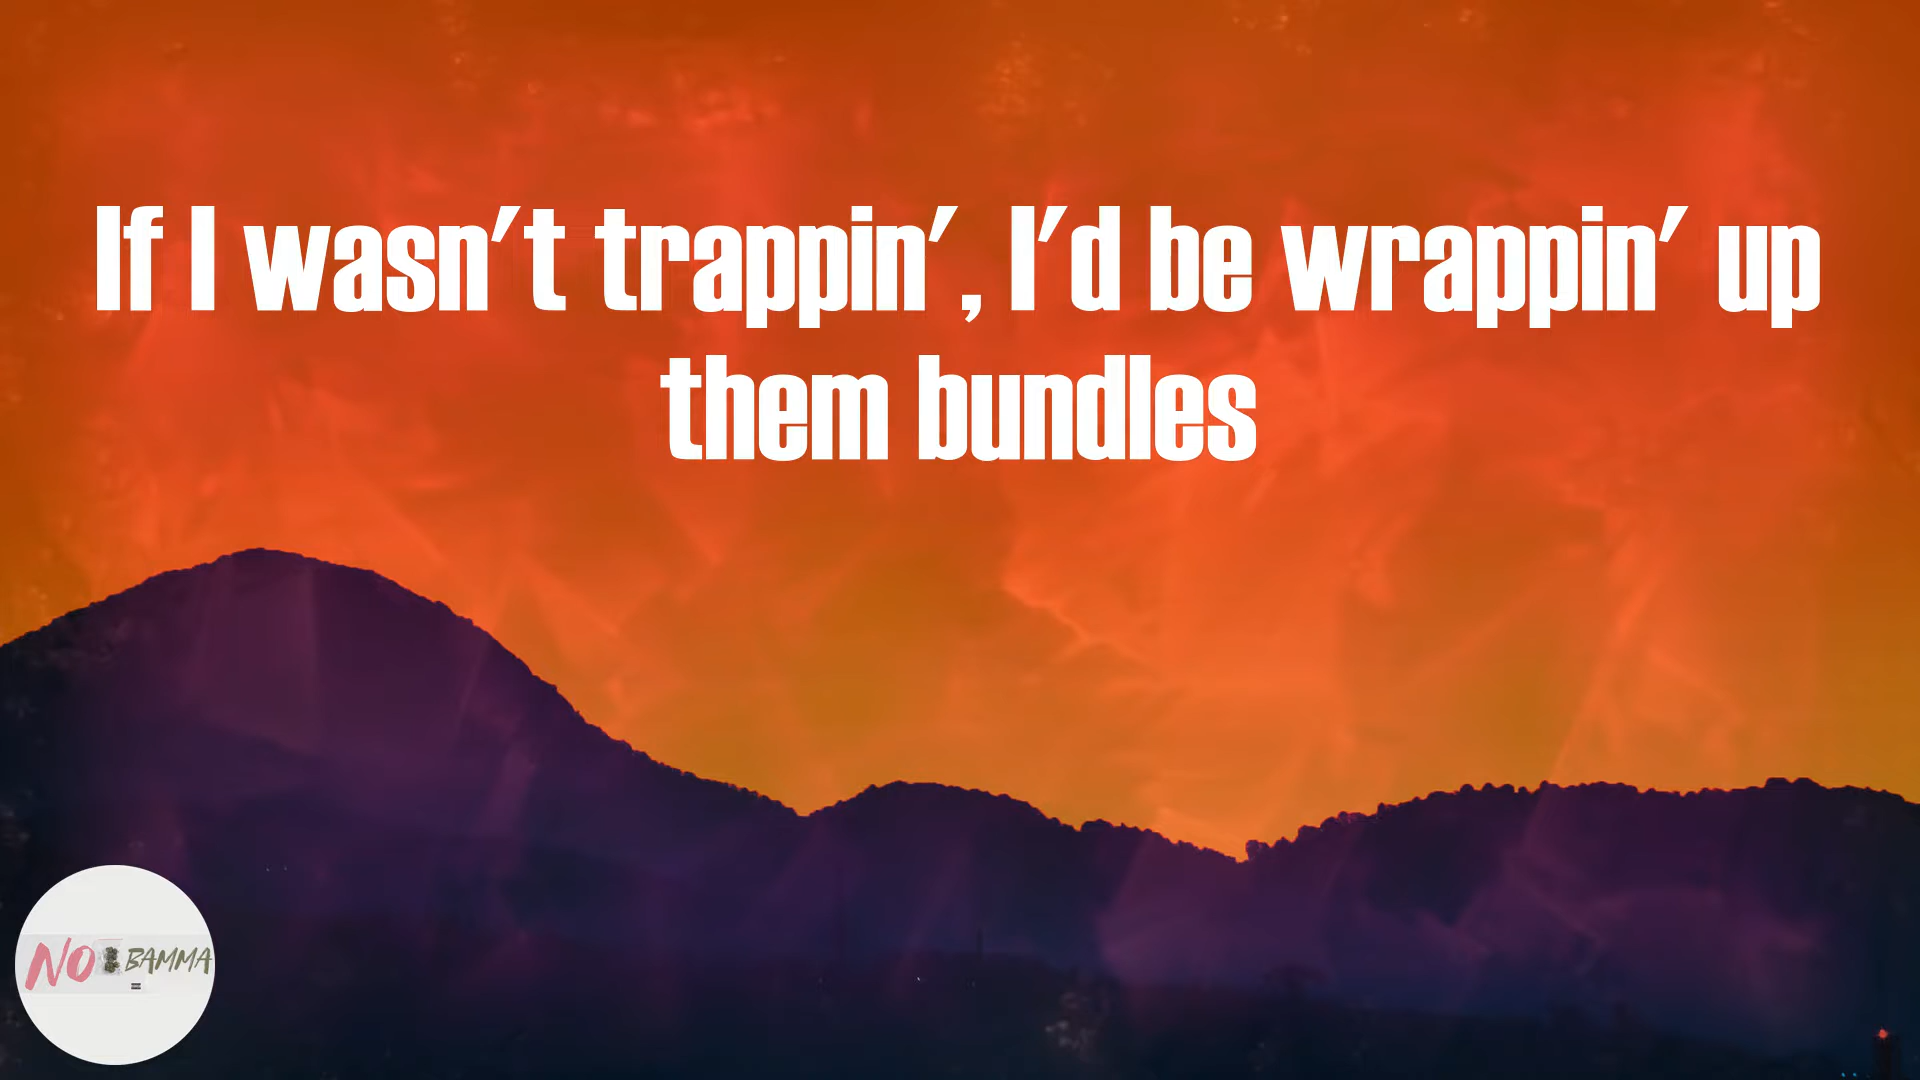 If I wasn't trappin', I'd be wrappin' up
them bundles
NO BAMMA